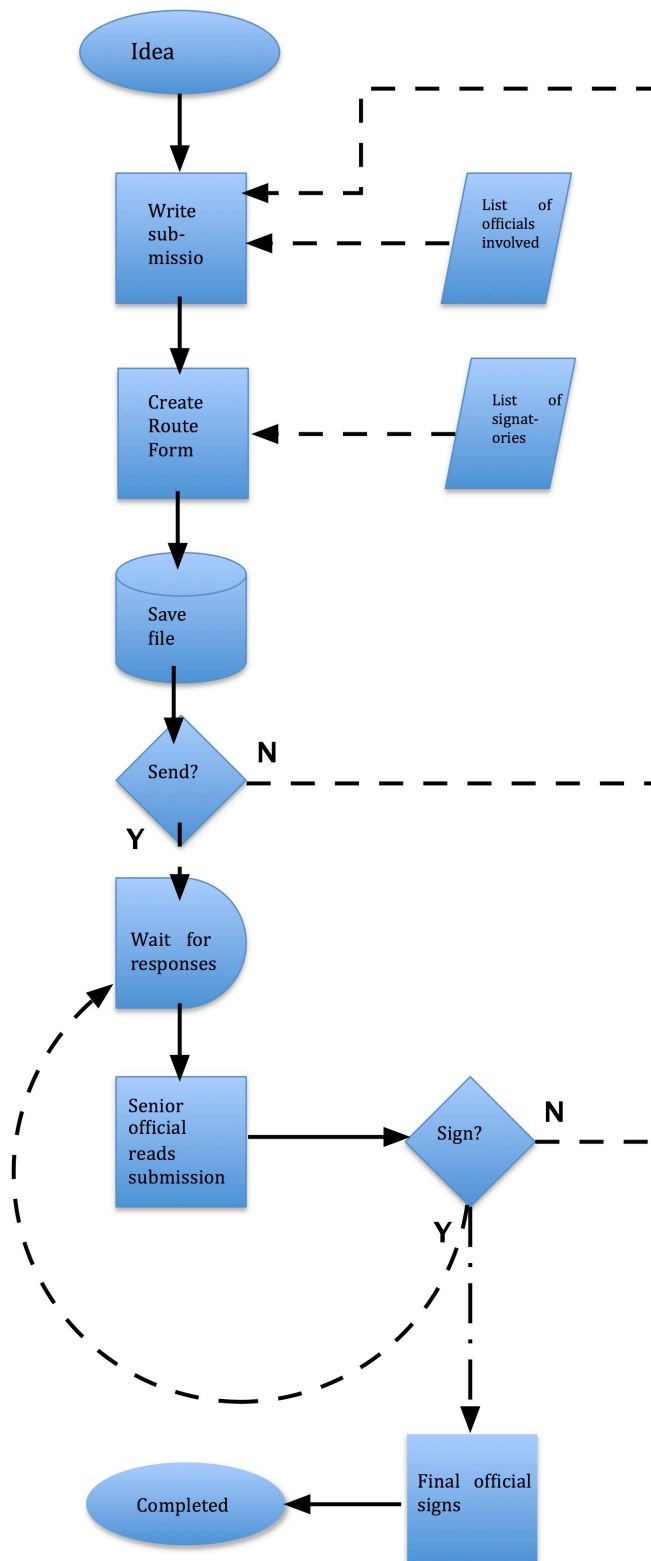 Idea
Write
sub-
missio
List of
officials
involved
Create
Route
Form
List of
signat-
ories
Save
file
Send?
N
Y
Wait for
responses
Senior
official
reads
submission
Sign?
N
Y
Final official
signs
Completed